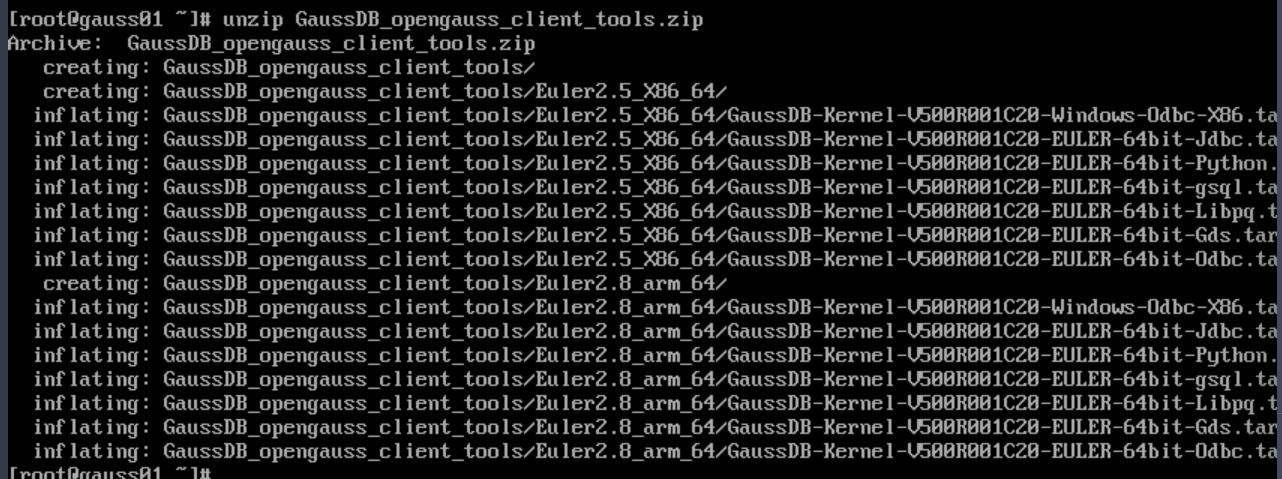 [root@gauss01 ~]# unzip GaussDB_opengauss_client_tools.zip
Archive:  GaussDB_opengauss_client_tools.zip
   creating: GaussDB_opengauss_client_tools/
   creating: GaussDB_opengauss_client_tools/Euler2.5_X86_64/
  inflating: GaussDB_opengauss_client_tools/Euler2.5_X86_64/GaussDB-Kernel-V500R001C20-Windows-Odbc-X86.ta
  inflating: GaussDB_opengauss_client_tools/Euler2.5_X86_64/GaussDB-Kernel-V500R001C20-EULER-64bit-Jdbc.ta
  inflating: GaussDB_opengauss_client_tools/Euler2.5_X86_64/GaussDB-Kernel-V500R001C20-EULER-64bit-Python.
  inflating: GaussDB_opengauss_client_tools/Euler2.5_X86_64/GaussDB-Kernel-V500R001C20-EULER-64bit-gsql.ta
  inflating: GaussDB_opengauss_client_tools/Euler2.5_X86_64/GaussDB-Kernel-V500R001C20-EULER-64bit-Libpq.t
  inflating: GaussDB_opengauss_client_tools/Euler2.5_X86_64/GaussDB-Kernel-V500R001C20-EULER-64bit-Gds.tar
  inflating: GaussDB_opengauss_client_tools/Euler2.5_X86_64/GaussDB-Kernel-V500R001C20-EULER-64bit-Odbc.ta
   creating: GaussDB_opengauss_client_tools/Euler2.8_arm_64/
  inflating: GaussDB_opengauss_client_tools/Euler2.8_arm_64/GaussDB-Kernel-V500R001C20-Windows-Odbc-X86.ta
  inflating: GaussDB_opengauss_client_tools/Euler2.8_arm_64/GaussDB-Kernel-V500R001C20-EULER-64bit-Jdbc.ta
  inflating: GaussDB_opengauss_client_tools/Euler2.8_arm_64/GaussDB-Kernel-V500R001C20-EULER-64bit-Python.
  inflating: GaussDB_opengauss_client_tools/Euler2.8_arm_64/GaussDB-Kernel-V500R001C20-EULER-64bit-gsql.ta
  inflating: GaussDB_opengauss_client_tools/Euler2.8_arm_64/GaussDB-Kernel-V500R001C20-EULER-64bit-Libpq.t
  inflating: GaussDB_opengauss_client_tools/Euler2.8_arm_64/GaussDB-Kernel-V500R001C20-EULER-64bit-Gds.tar
  inflating: GaussDB_opengauss_client_tools/Euler2.8_arm_64/GaussDB-Kernel-V500R001C20-EULER-64bit-Odbc.ta
[root@gauss01 ~]#